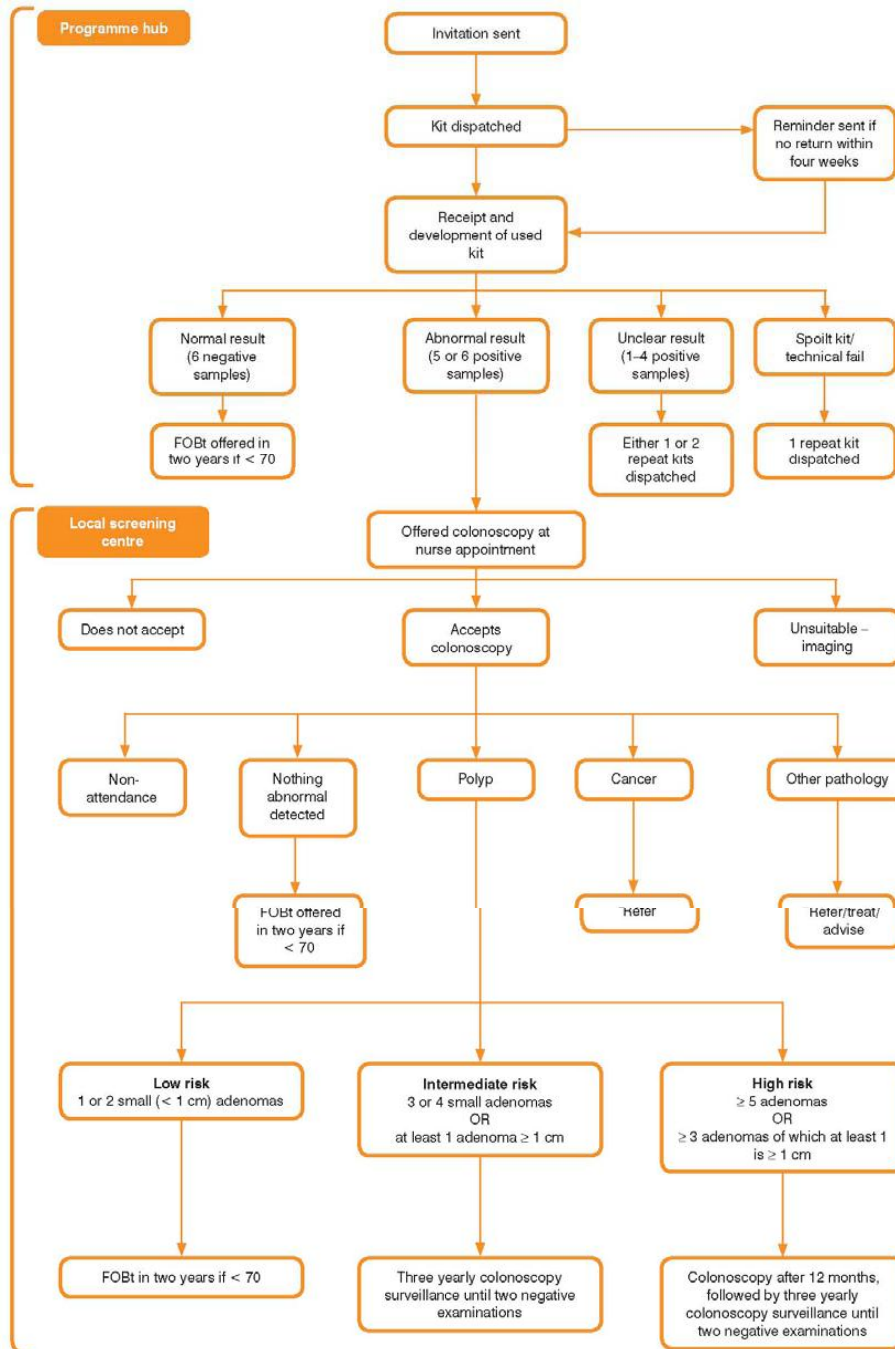 Programme hub
Invitation sent
Kit dispatched
Reminder sent if
no return within
four weeks
Receipt and
development of used
kit
Normal result
(6 negative
samples)
Abnormal result
(5 or 6 positive
samples)
Unclear result
(1–4 positive
samples)
Spoilt kit/
technical fail
FOBt offered in
two years if < 70
Either 1 or 2
repeat kits
dispatched
1 repeat kit
dispatched
Local screening
centre
Offered colonoscopy at
nurse appointment
Does not accept
Accepts
colonoscopy
Unsuitable –
imaging
Non-
attendance
Nothing
abnormal
detected
Polyp
Cancer
Other pathology
FOBt offered
in two years if
< 70
Refer
Refer/treat/
advise
Low risk
1 or 2 small (< 1 cm) adenomas
Intermediate risk
3 or 4 small adenomas
OR
at least 1 adenoma ≥ 1 cm
High risk
≥ 5 adenomas
OR
≥ 3 adenomas of which at least 1
is ≥ 1 cm
FOBt in two years if < 70
Three yearly colonoscopy
surveillance until two negative
examinations
Colonoscopy after 12 months,
followed by three yearly
colonoscopy surveillance until
two negative examinations